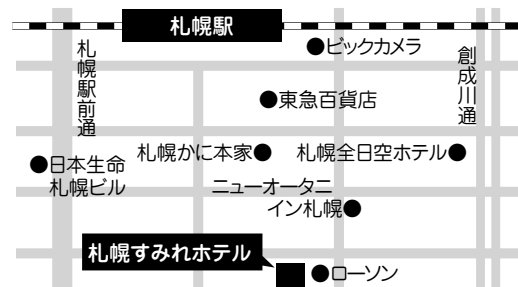 札幌駅
●ビックカメラ
札幌駅前通
創成川通
●東急百貨店
札幌かに本家●
札幌全日空ホテル●
●日本生命
札幌ビル
ニューオータニ
イン札幌●
札幌すみれホテル
●ローソン